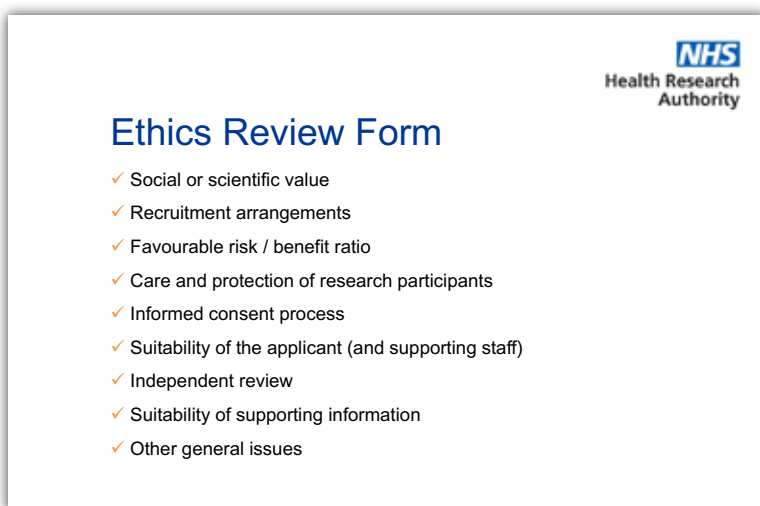 NHS
Health Research
Authority
Ethics Review Form
Social or scientific value
Recruitment arrangements
Favourable risk / benefit ratio
Care and protection of research participants
Informed consent process
Suitability of the applicant (and supporting staff)
Independent review
Suitability of supporting information
Other general issues